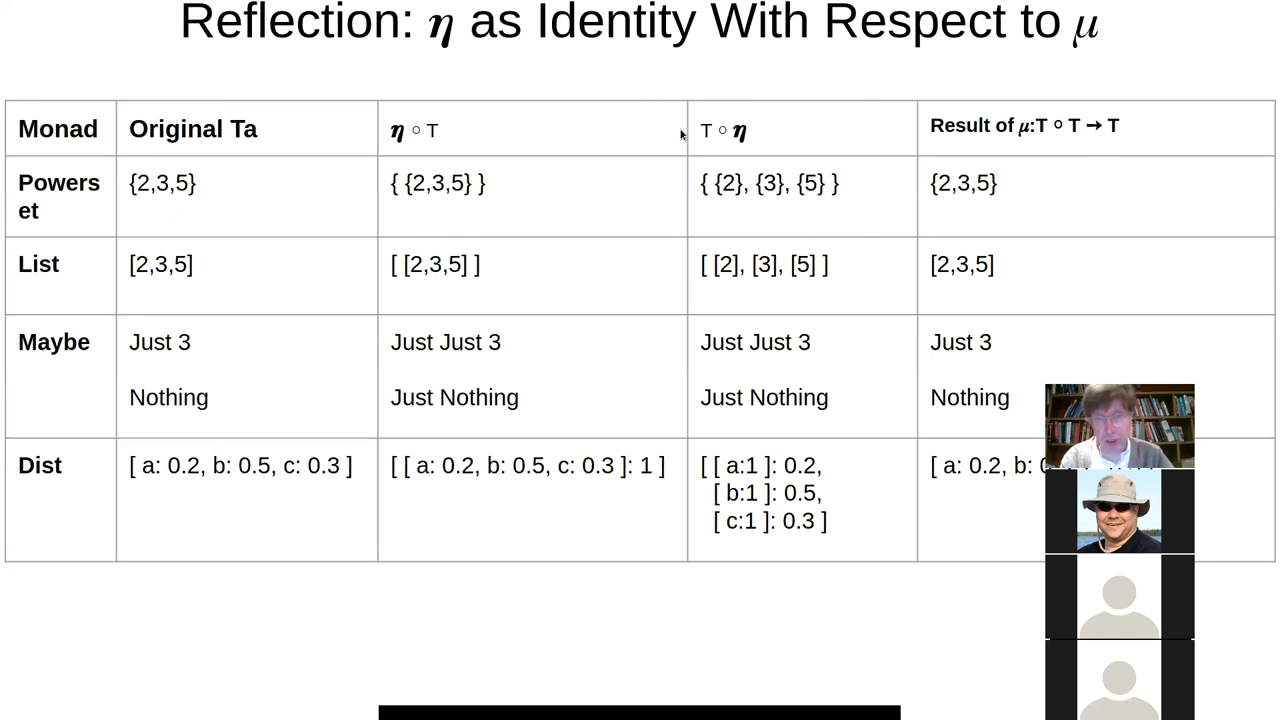 Reflection: η as Identity With Respect to μ
Monad Original Ta η ∘ T T ∘ η Result of μ:T ∘ T → T
Powers {2,3,5} { {2,3,5} } { {2}, {3}, {5} } {2,3,5}
et
List [2,3,5] [ [2,3,5] ] [ [2], [3], [5] ] [2,3,5]
Maybe Just 3 Just Just 3 Just Just 3 Just 3
Nothing Just Nothing Just Nothing Nothing
Dist [ a: 0.2, b: 0.5, c: 0.3 ] [ [ a: 0.2, b: 0.5, c: 0.3 ]: 1 ] [ [ a:1 ]: 0.2, [ a: 0.2, b:
[ b:1 ]: 0.5,
[ c:1 ]: 0.3 ]